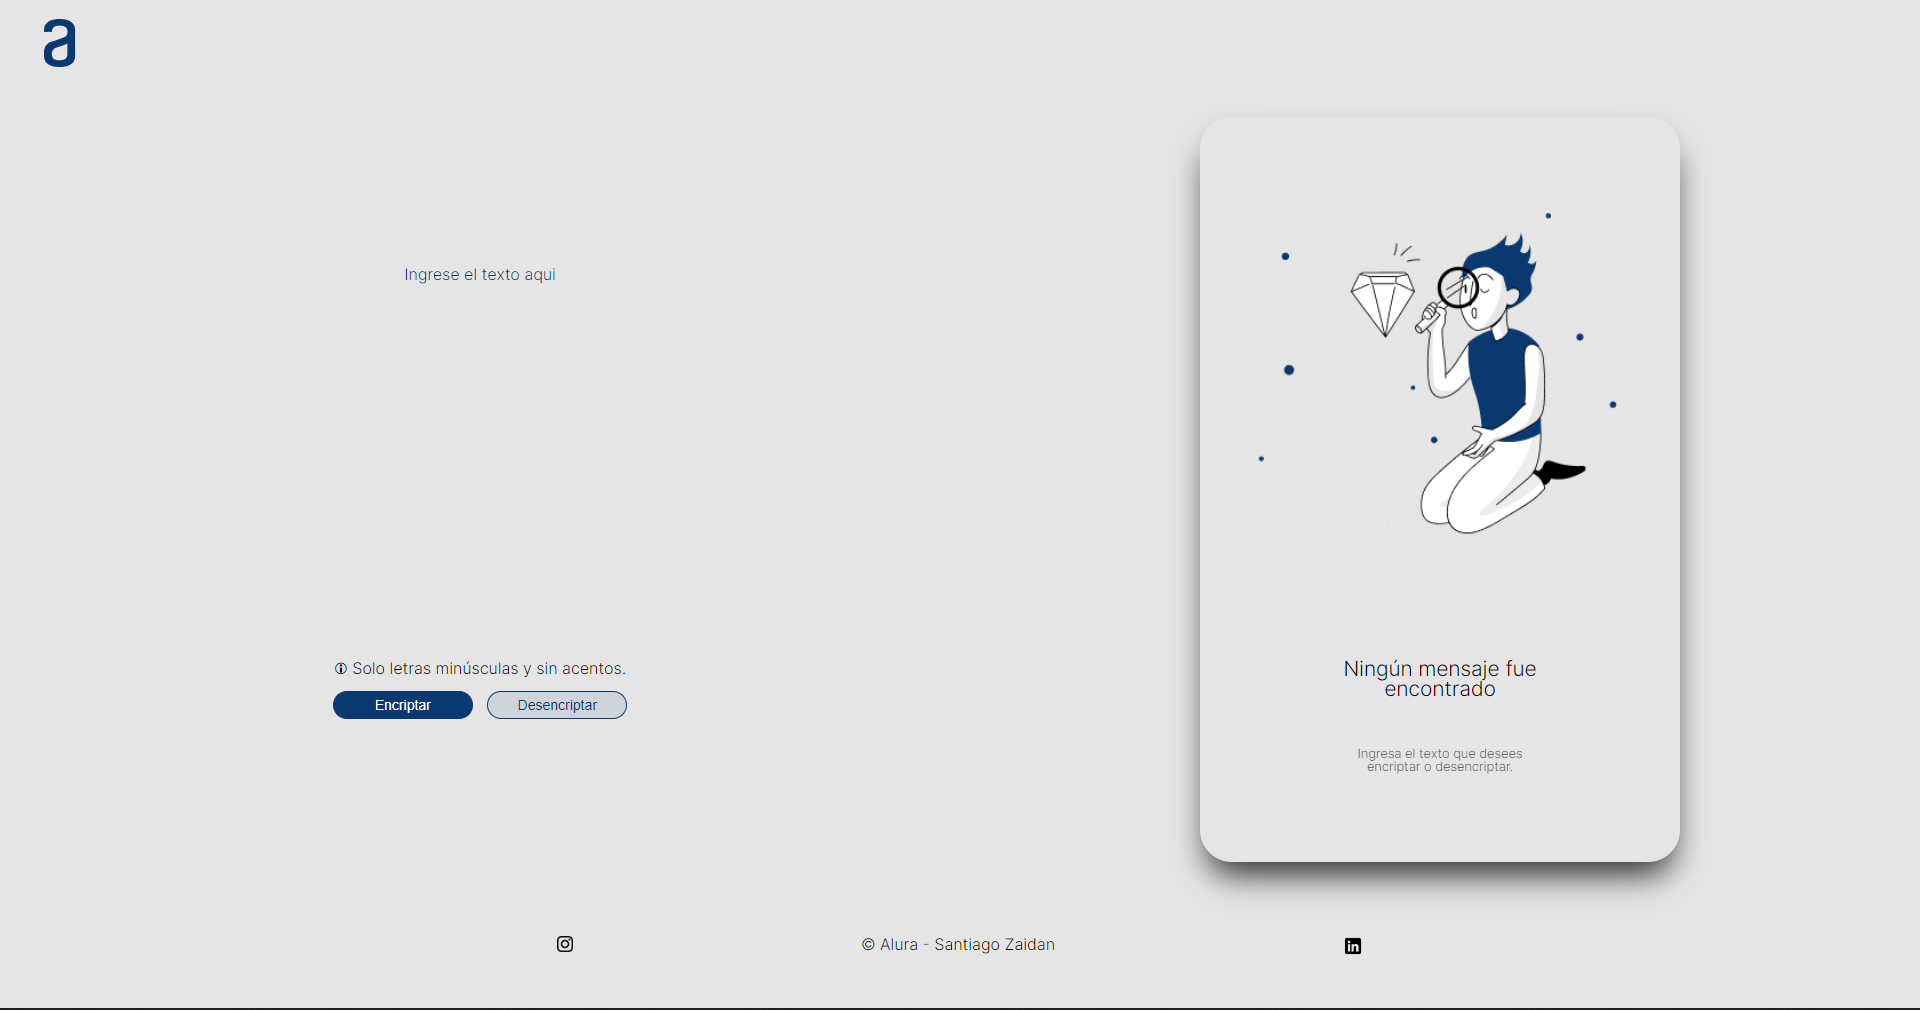 a
Ingrese el texto aqui
Solo letras minúsculas y sin acentos.
Encriptar
Desencriptar
Ningún mensaje fue
encontrado
Ingresa el texto que desees
encriptar o desencriptar.
© Alura - Santiago Zaidan
in